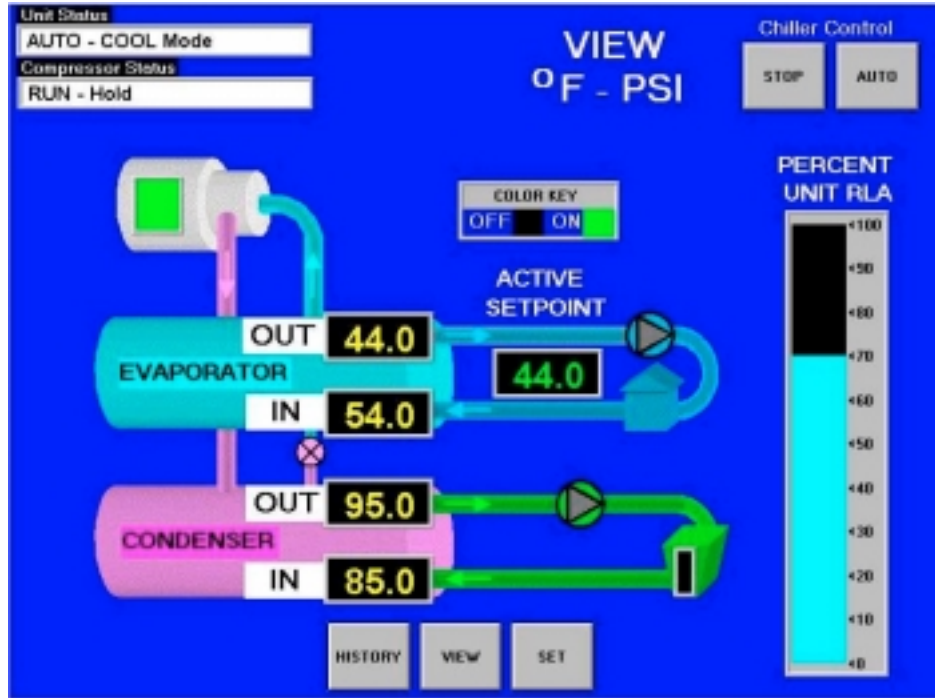 Unit Status
AUTO - COOL Mode
Compressor Status
RUN - Hold
VIEW
°F - PSI
Chiller Control
STOP
AUTO
PERCENT
UNIT RLA
COLOR KEY
OFF
ON
ACTIVE
SETPOINT
44.0
OUT 44.0
EVAPORATOR
IN 54.0
OUT 95.0
CONDENSER
IN 85.0
<100
<90
<80
<70
<60
<50
<40
<30
<20
<10
<0
HISTORY
VIEW
SET